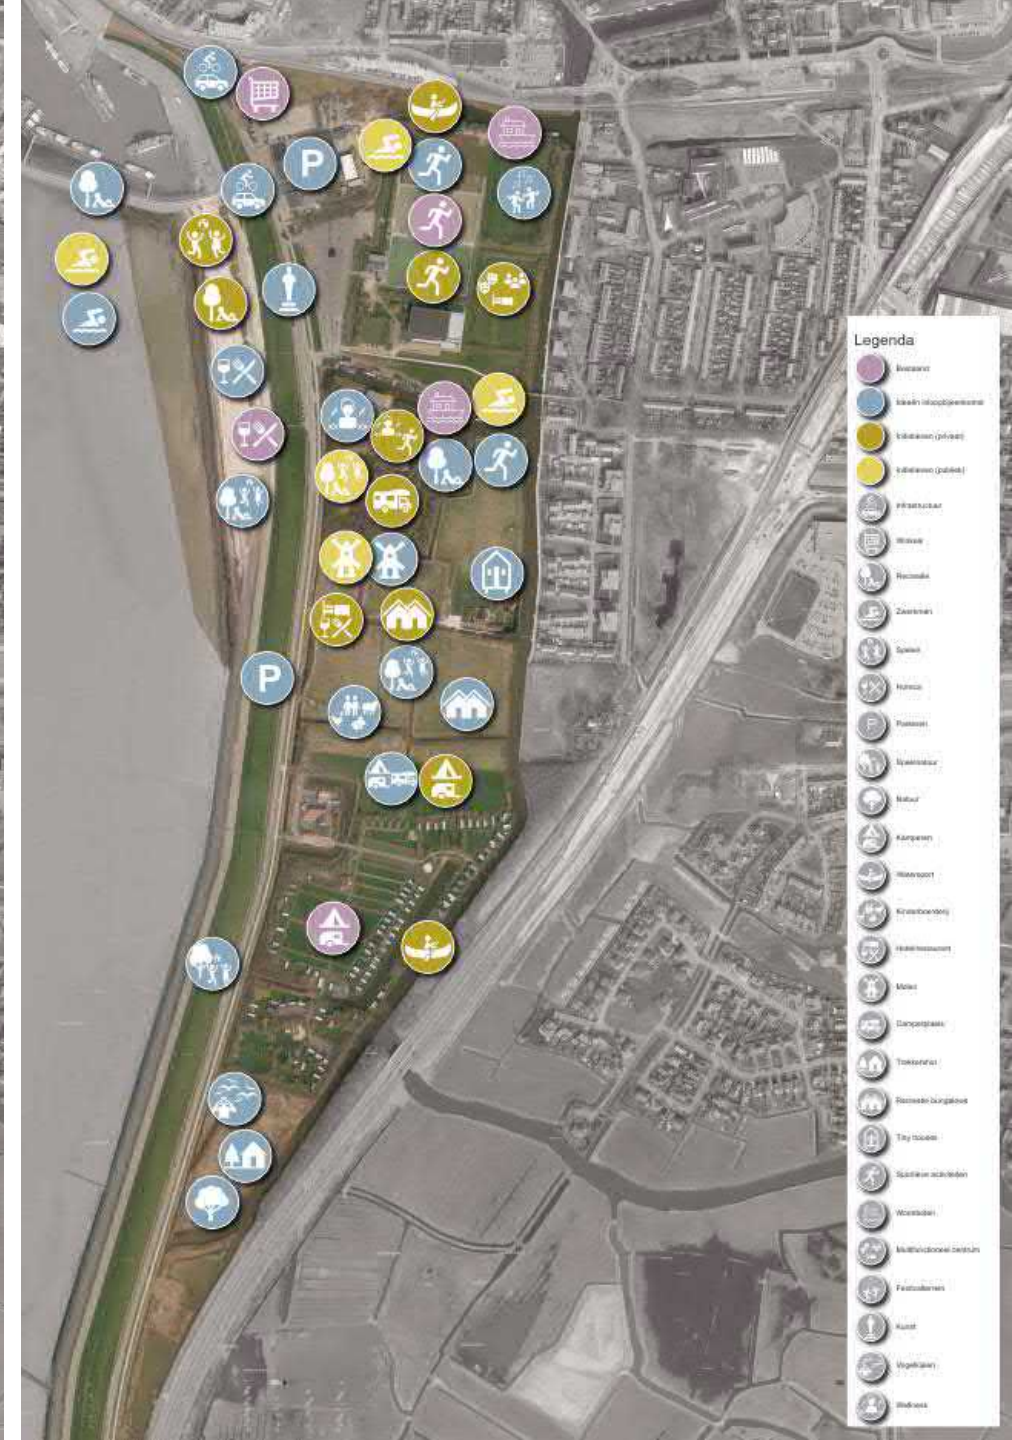 P
P
Legenda
Bestaand
Ideeën inloopbijeenkomst
Initiatieven (privaat)
Initiatieven (publiek)
Infrastructuur
Winkels
Recreatie
Zwemmen
Spelen
Horeca
P
Parkeren
Speelnatuur
Natuur
Kamperen
Watersport
Kinderboerderij
Hotel/restaurant
Molen
Camperplaats
Trekkershut
Recreatie bungalows
Tiny houses
Sportieve activiteiten
Woonboten
Multifunctioneel centrum
Festivalterrein
Kunst
Vogelkijken
Wellness